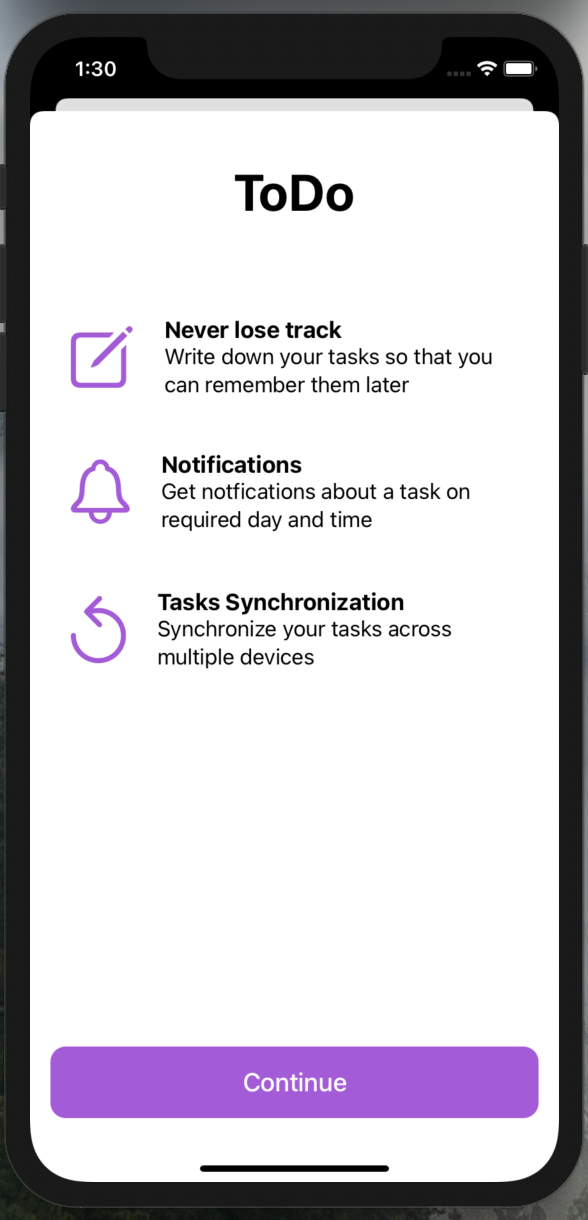 1:30
ToDo
Never lose track
Write down your tasks so that you
can remember them later
Notifications
Get notfications about a task on
required day and time
Tasks Synchronization
Synchronize your tasks across
multiple devices
Continue